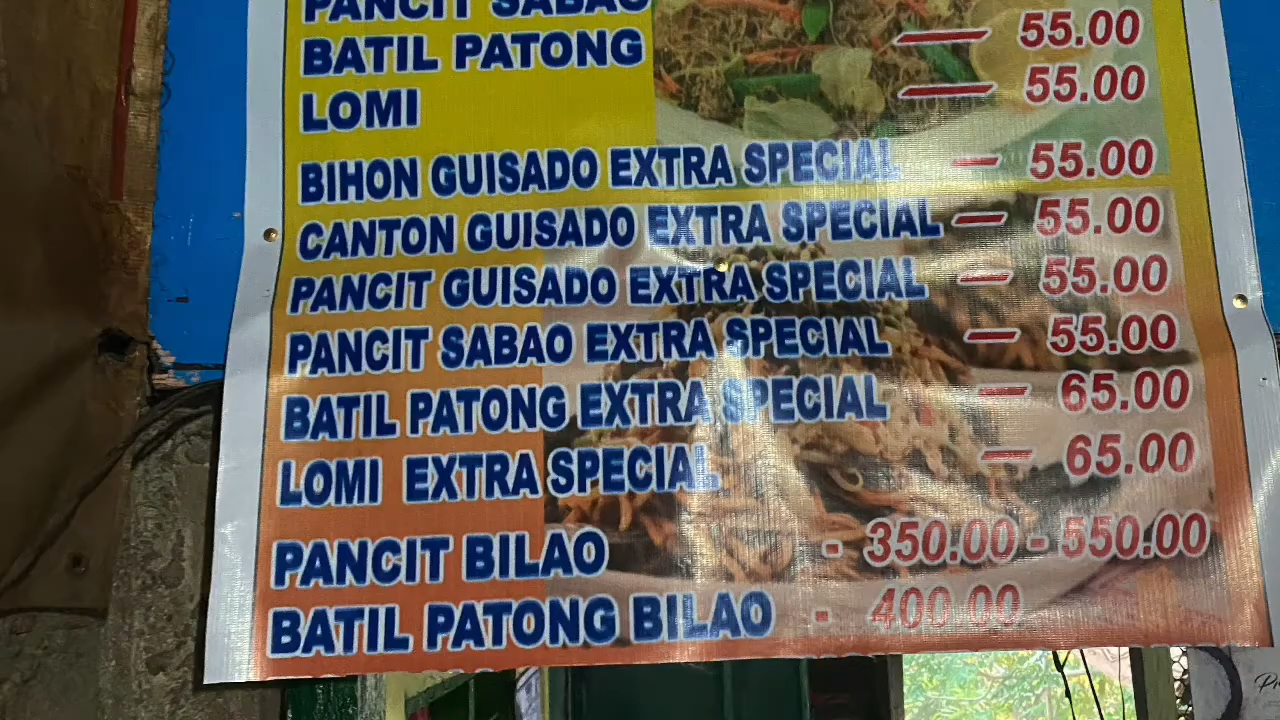 PANCIT SABAO
BATIL PATONG — 55.00
LOMI — 55.00
BIHON GUISADO EXTRA SPECIAL — 55.00
CANTON GUISADO EXTRA SPECIAL — 55.00
PANCIT GUISADO EXTRA SPECIAL — 55.00
PANCIT SABAO EXTRA SPECIAL — 55.00
BATIL PATONG EXTRA SPECIAL — 65.00
LOMI EXTRA SPECIAL — 65.00
PANCIT BILAO - 350.00 - 550.00
BATIL PATONG BILAO - 400.00